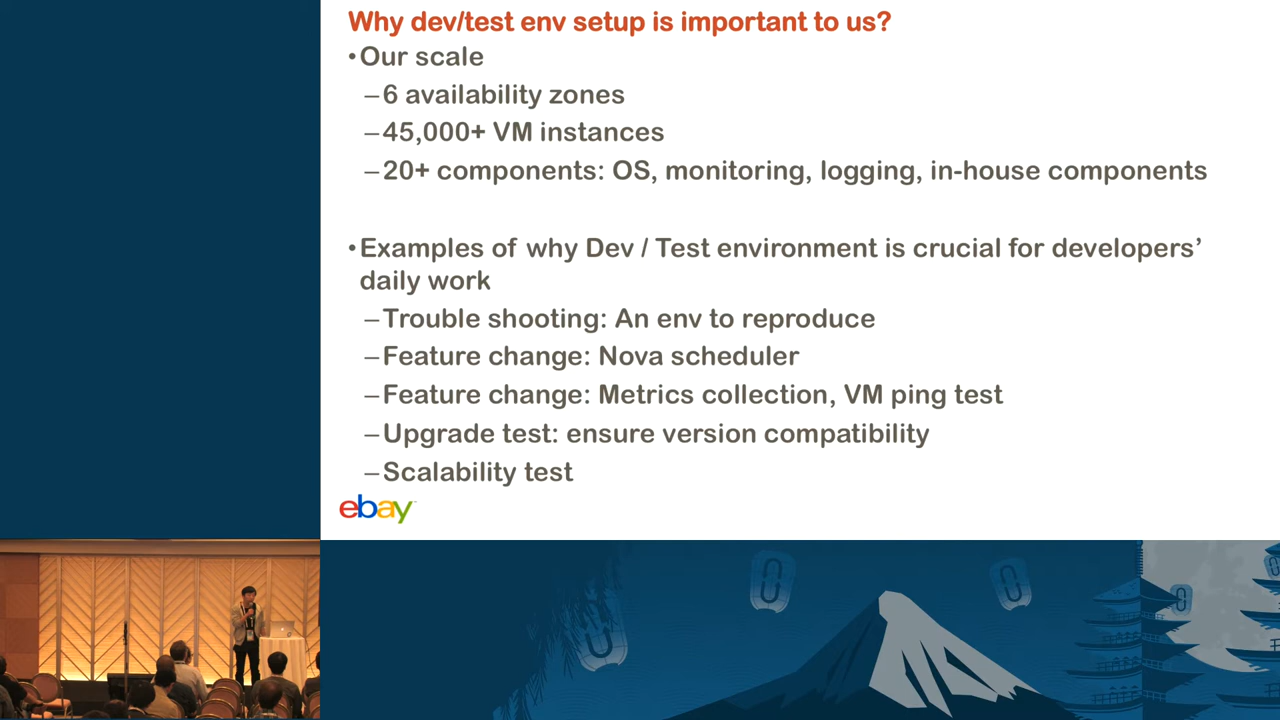 Why dev/test env setup is important to us?
•Our scale
–6 availability zones
–45,000+ VM instances
–20+ components: OS, monitoring, logging, in-house components
•Examples of why Dev / Test environment is crucial for developers’
daily work
–Trouble shooting: An env to reproduce
–Feature change: Nova scheduler
–Feature change: Metrics collection, VM ping test
–Upgrade test: ensure version compatibility
–Scalability test
ebay